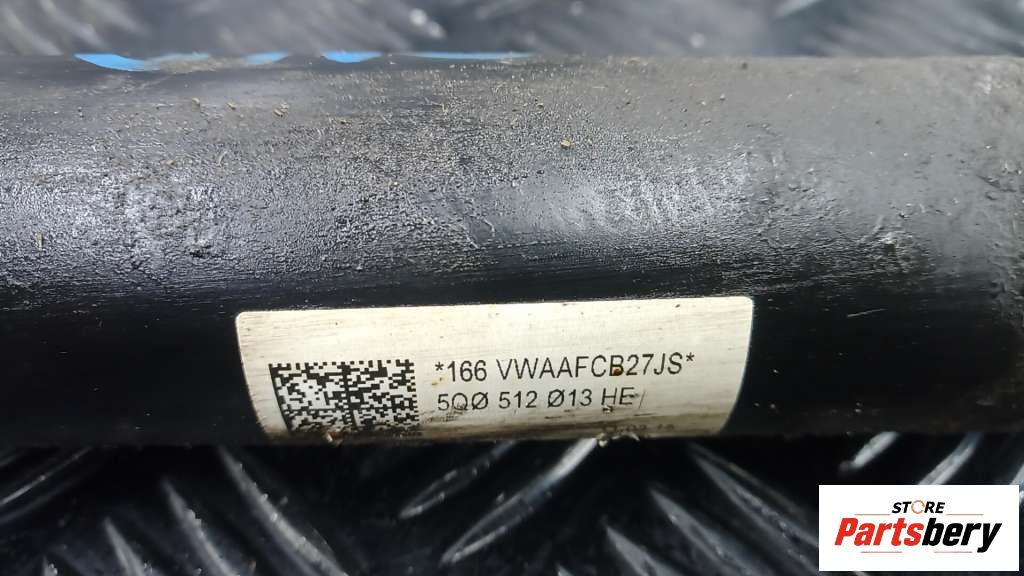 *166 VWAAFCB27JS*
5QØ 512 Ø13 HE
STORE
Partsbery